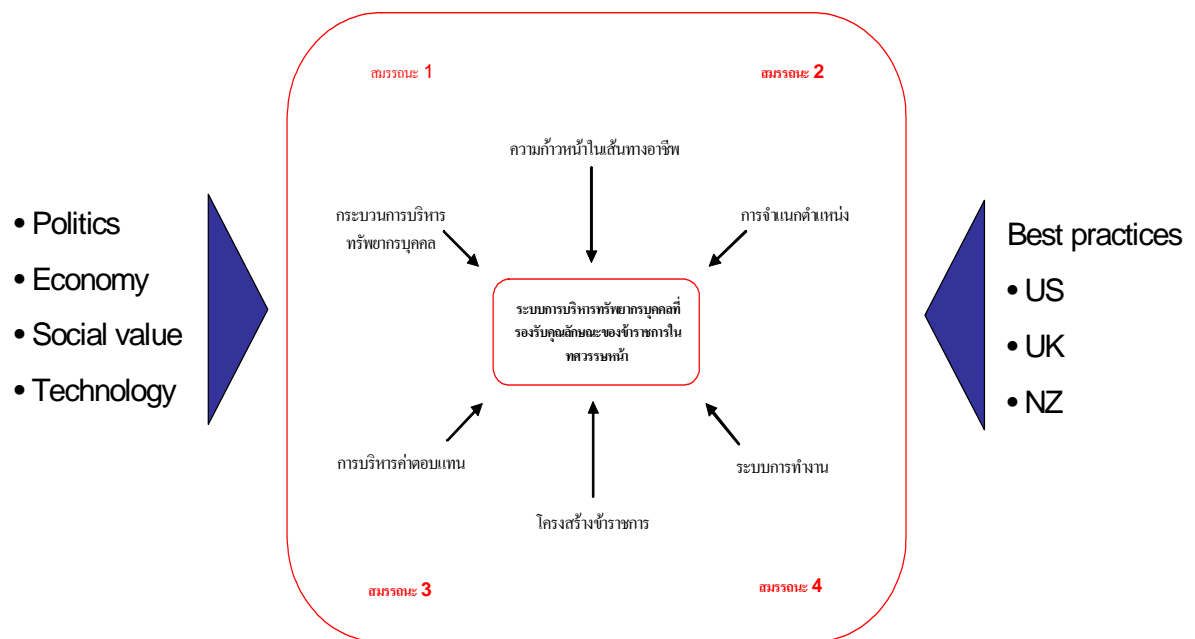 • Politics
• Economy
• Social value
• Technology
สมรรถนะ 1
สมรรถนะ 2
ความก้าวหน้าในเส้นทางอาชีพ
กระบวนการบริหาร
ทรัพยากรบุคคล
การจำแนกตำแหน่ง
ระบบการบริหารทรัพยากรบุคคลที่
รองรับคุณลักษณะของข้าราชการใน
ทศวรรษหน้า
การบริหารค่าตอบแทน
ระบบการทำงาน
โครงสร้างข้าราชการ
สมรรถนะ 3
สมรรถนะ 4
Best practices
• US
• UK
• NZ